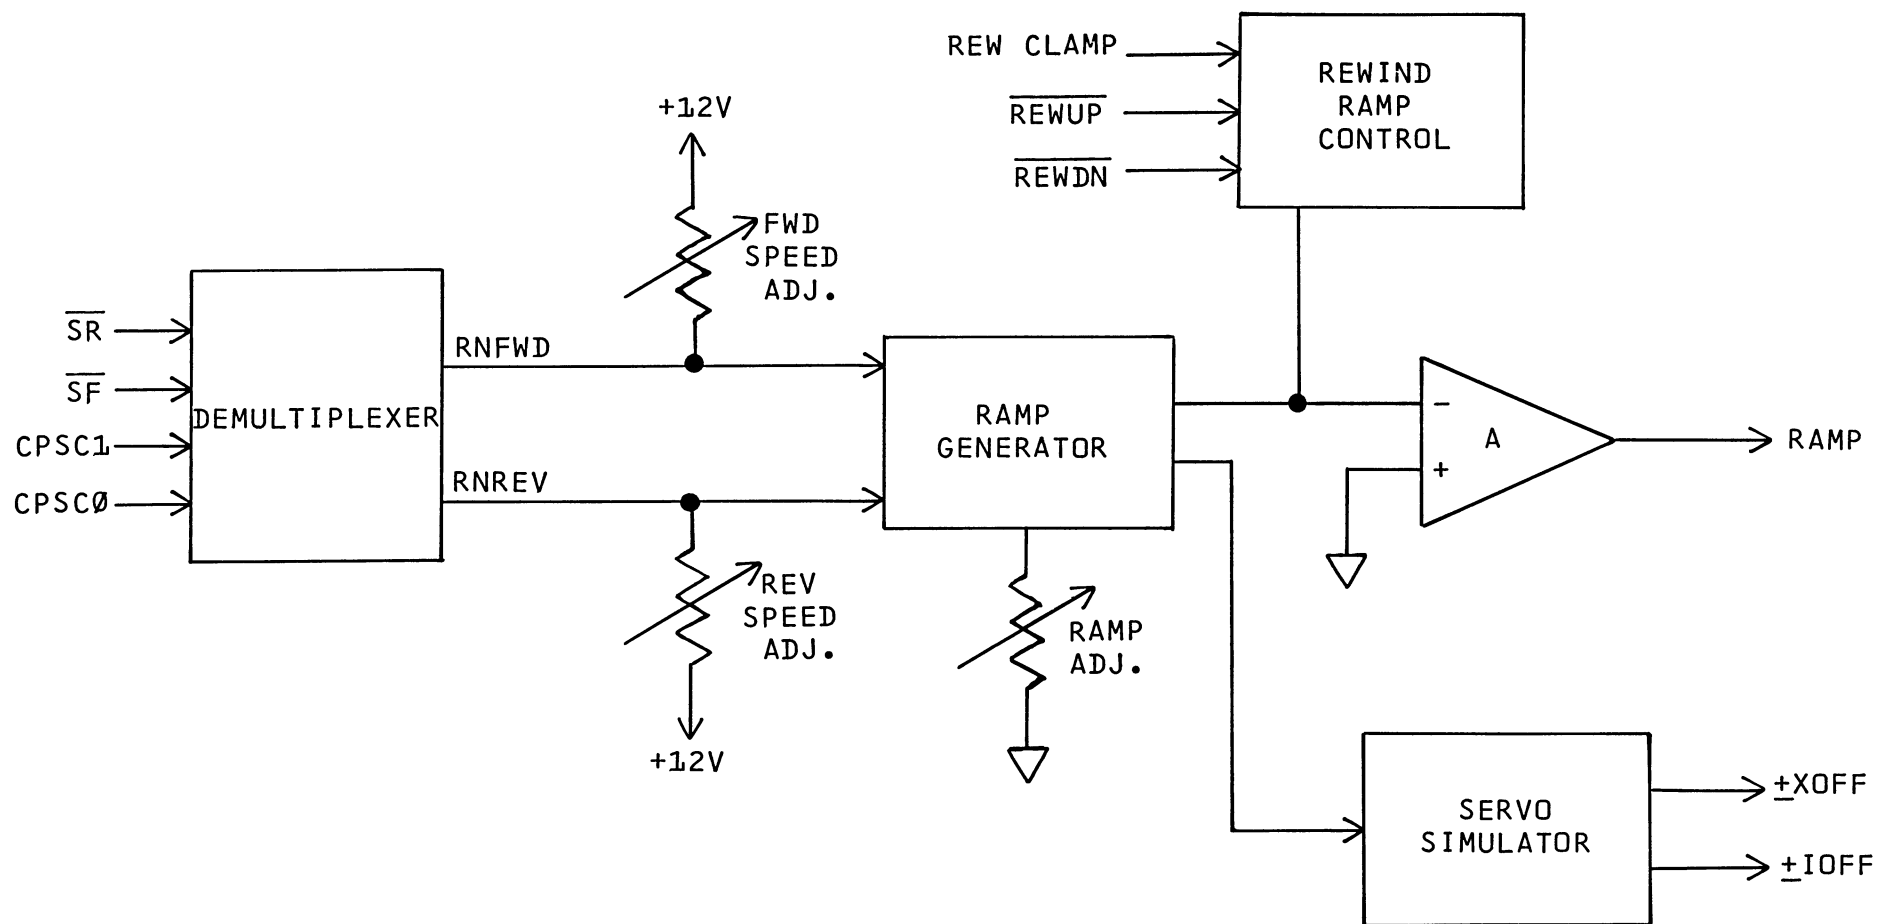 REW CLAMP
REWUP
REWDN
REWIND
RAMP
CONTROL
+12V
FWD
SPEED
ADJ.
SR
SF
CPSC1
CPSCØ
DEMULTIPLEXER
RNFWD
RNREV
RAMP
GENERATOR
-
A
+
RAMP
REV
SPEED
ADJ.
+12V
RAMP
ADJ.
SERVO
SIMULATOR
±XOFF
±IOFF